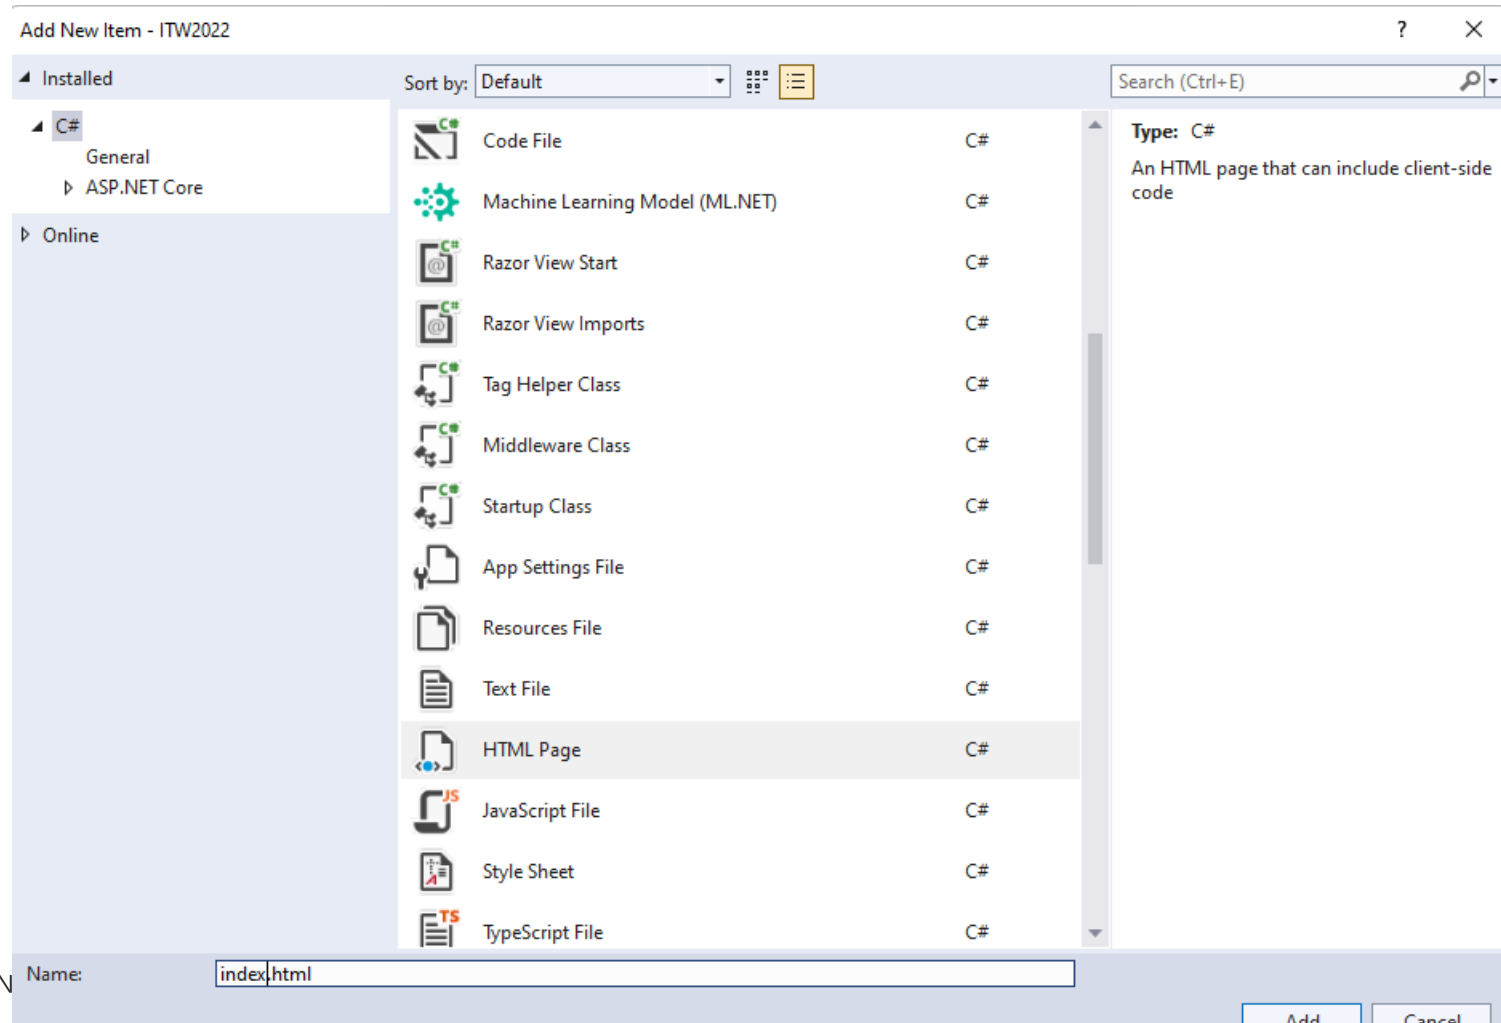 Add New Item - ITW2022
?
Installed
Sort by: Default
Search (Ctrl+E)
C#
General
ASP.NET Core
Online
Code File C#
Machine Learning Model (ML.NET) C#
Razor View Start C#
Razor View Imports C#
Tag Helper Class C#
Middleware Class C#
Startup Class C#
App Settings File C#
Resources File C#
Text File C#
HTML Page C#
JavaScript File C#
Style Sheet C#
TypeScript File C#
Type: C#
An HTML page that can include client-side
code
Name: index.html
Add Cancel